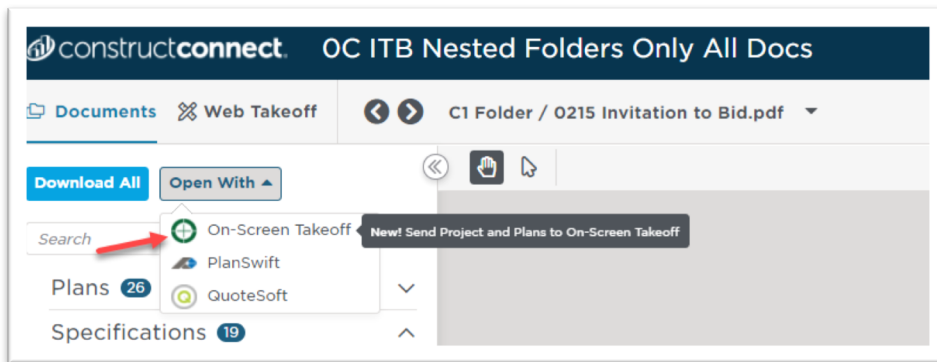 constructconnect. OC ITB Nested Folders Only All Docs
Documents Web Takeoff C1 Folder / 0215 Invitation to Bid.pdf
Download All Open With
Search
On-Screen Takeoff New! Send Project and Plans to On-Screen Takeoff
PlanSwift
Plans 26
QuoteSoft
Specifications 19